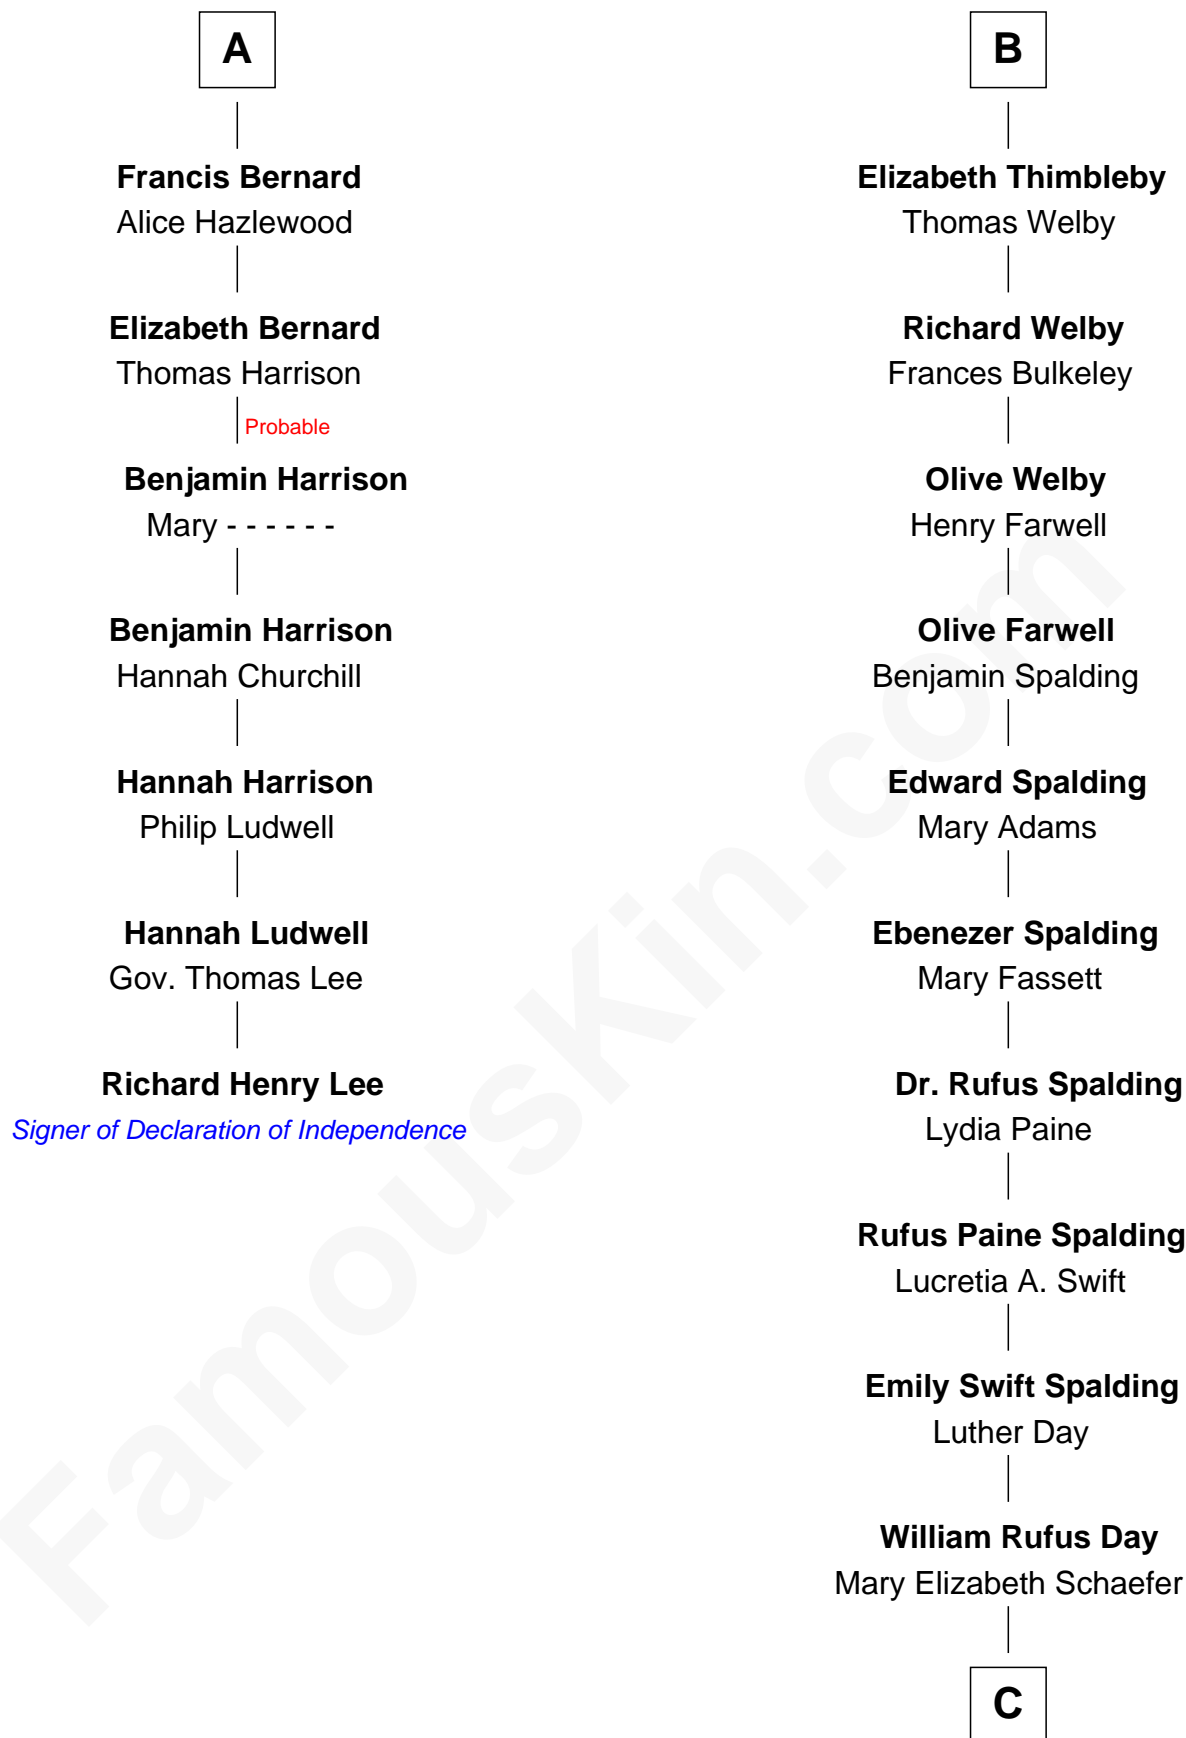 A
Francis Bernard
Alice Hazlewood
Elizabeth Bernard
Thomas Harrison
Probable
Benjamin Harrison
Mary - - - - - -
Benjamin Harrison
Hannah Churchill
Hannah Harrison
Philip Ludwell
Hannah Ludwell
Gov. Thomas Lee
Richard Henry Lee
Signer of Declaration of Independence
B
Elizabeth Thimbleby
Thomas Welby
Richard Welby
Frances Bulkeley
Olive Welby
Henry Farwell
Olive Farwell
Benjamin Spalding
Edward Spalding
Mary Adams
Ebenezer Spalding
Mary Fassett
Dr. Rufus Spalding
Lydia Paine
Rufus Paine Spalding
Lucretia A. Swift
Emily Swift Spalding
Luther Day
William Rufus Day
Mary Elizabeth Schaefer
C
FamousKin.com